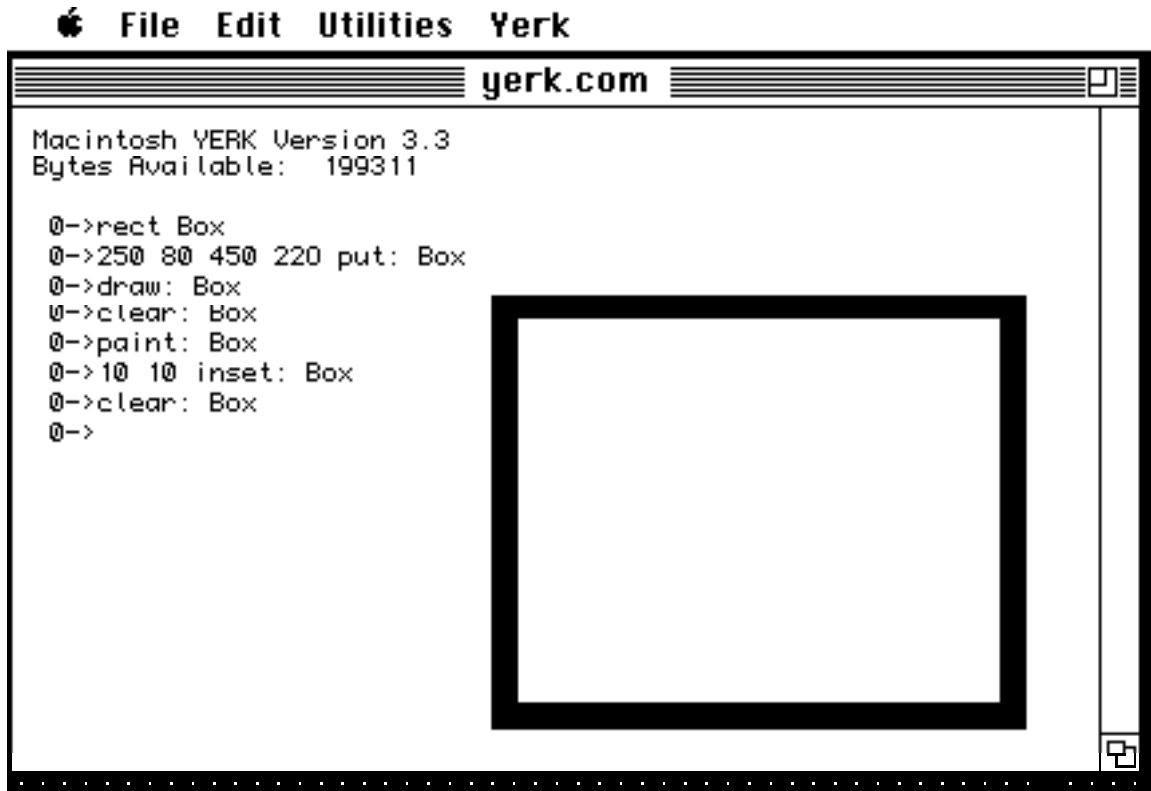 File Edit Utilities Yerk
yerk.com
Macintosh YERK Version 3.3
Bytes Available: 199311
0->rect Box
0->250 80 450 220 put: Box
0->draw: Box
0->clear: Box
0->paint: Box
0->10 10 inset: Box
0->clear: Box
0->